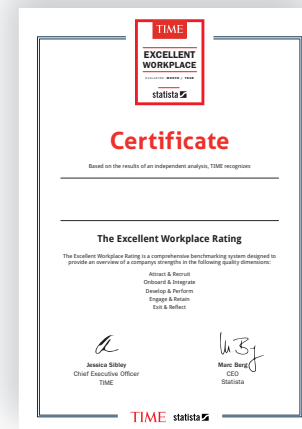 TIME
EXCELLENT
WORKPLACE
EVALUATED MONTH / YEAR
statista
Certificate
Based on the results of an independent analysis, TIME recognizes
The Excellent Workplace Rating
The Excellent Workplace Rating is a comprehensive benchmarking system designed to
provide an overview of a companys strengths in the following quality dimensions:
Attract & Recruit
Onboard & Integrate
Develop & Perform
Engage & Retain
Exit & Reflect
Jessica Sibley
Chief Executive Officer
TIME
Marc Berg
CEO
Statista
TIME statista